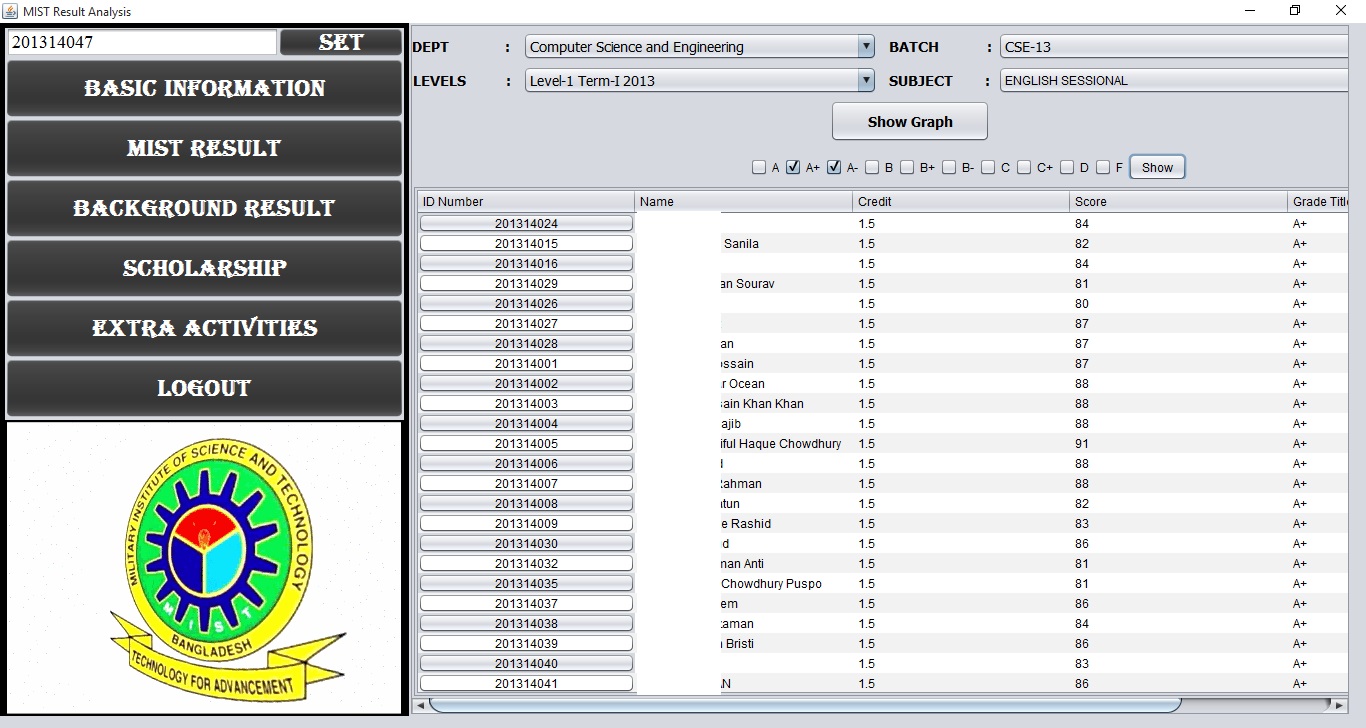 MIST Result Analysis
201314047 SET
BASIC INFORMATION
MIST RESULT
BACKGROUND RESULT
SCHOLARSHIP
EXTRA ACTIVITIES
LOGOUT
MILITARY INSTITUTE OF SCIENCE AND TECHNOLOGY
MIST
BANGLADESH
TECHNOLOGY FOR ADVANCEMENT
DEPT : Computer Science and Engineering BATCH : CSE-13
LEVELS : Level-1 Term-I 2013 SUBJECT : ENGLISH SESSIONAL
Show Graph
A A+ A- B B+ B- C C+ D F Show
ID Number Name Credit Score Grade Title
201314024 1.5 84 A+
201314015 Sanila 1.5 82 A+
201314016 1.5 84 A+
201314029 an Sourav 1.5 81 A+
201314026 1.5 80 A+
201314027 1.5 87 A+
201314028 an 1.5 87 A+
201314001 ossain 1.5 87 A+
201314002 r Ocean 1.5 88 A+
201314003 sain Khan Khan 1.5 88 A+
201314004 ajib 1.5 88 A+
201314005 iful Haque Chowdhury 1.5 91 A+
201314006 1.5 88 A+
201314007 Rahman 1.5 88 A+
201314008 atun 1.5 82 A+
201314009 e Rashid 1.5 83 A+
201314030 d 1.5 86 A+
201314032 man Anti 1.5 81 A+
201314035 Chowdhury Puspo 1.5 81 A+
201314037 em 1.5 86 A+
201314038 kaman 1.5 84 A+
201314039 Bristi 1.5 86 A+
201314040 1.5 83 A+
201314041 AN 1.5 86 A+